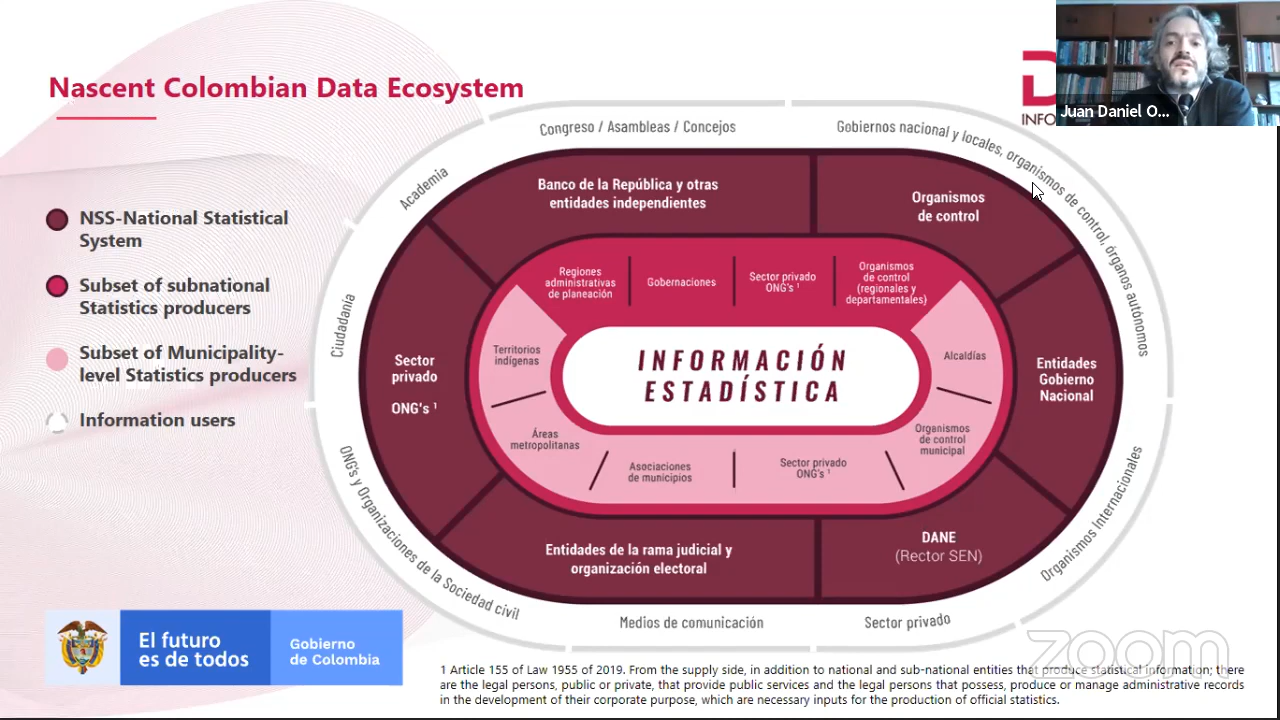 Nascent Colombian Data Ecosystem
INFO
Juan Daniel O...
NSS-National Statistical
System
Subset of subnational
Statistics producers
Subset of Municipality-
level Statistics producers
Information users
Congreso / Asambleas / Concejos
Gobiernos nacional y locales, organismos de control, órganos autónomos
Academia
Ciudadanía
ONG's y Organizaciones de la Sociedad civil
Medios de comunicación
Sector privado
Organismos Internacionales
Banco de la República y otras
entidades independientes
Organismos
de control
Sector
privado
ONG's ¹
Entidades
Gobierno
Nacional
Entidades de la rama judicial y
organización electoral
DANE
(Rector SEN)
Regiones
administrativas
de planeación
Gobernaciones
Sector privado
ONG's ¹
Organismos
de control
(regionales y
departamentales)
Territorios
indígenas
Alcaldías
Áreas
metropolitanas
Asociaciones
de municipios
Sector privado
ONG's ¹
Organismos
de control
municipal
INFORMACIÓN
ESTADÍSTICA
El futuro
es de todos
Gobierno
de Colombia
zoom
1 Article 155 of Law 1955 of 2019. From the supply side, in addition to national and sub-national entities that produce statistical information; there
are the legal persons, public or private, that provide public services and the legal persons that possess, produce or manage administrative records
in the development of their corporate purpose, which are necessary inputs for the production of official statistics.